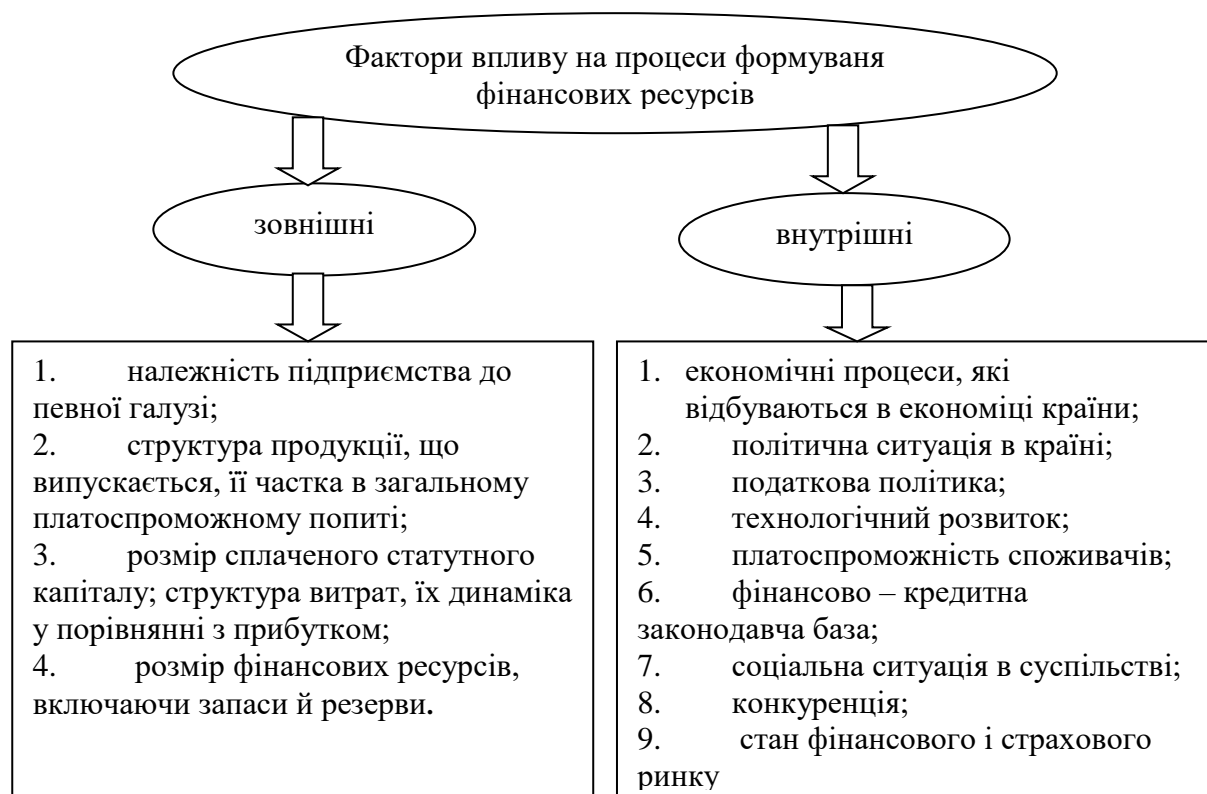 Фактори впливу на процеси формуваня
фінансових ресурсів
зовнішні
внутрішні
1. належність підприємства до
певної галузі;
2. структура продукції, що
випускається, її частка в загальному
платоспроможному попиті;
3. розмір сплаченого статутного
капіталу; структура витрат, їх динаміка
у порівнянні з прибутком;
4. розмір фінансових ресурсів,
включаючи запаси й резерви.
1. економічні процеси, які
відбуваються в економіці країни;
2. політична ситуація в країні;
3. податкова політика;
4. технологічний розвиток;
5. платоспроможність споживачів;
6. фінансово – кредитна
законодавча база;
7. соціальна ситуація в суспільстві;
8. конкуренція;
9. стан фінансового і страхового
ринку